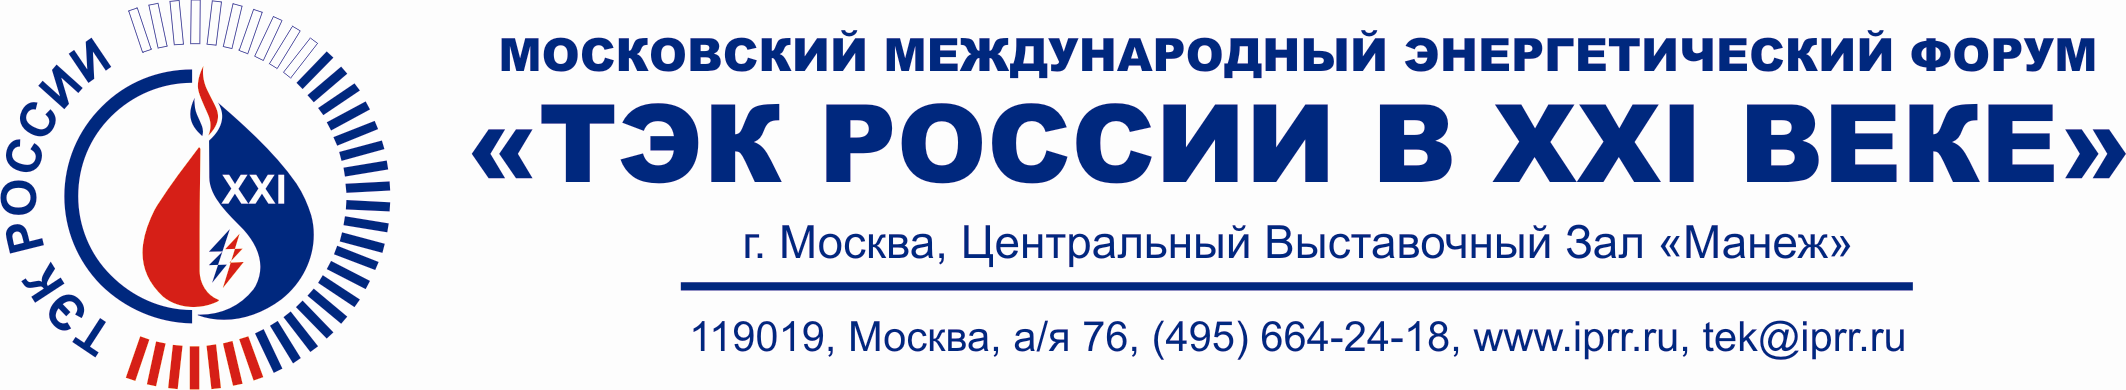 ТЭК РОССИИ
XXI
МОСКОВСКИЙ МЕЖДУНАРОДНЫЙ ЭНЕРГЕТИЧЕСКИЙ ФОРУМ
«ТЭК РОССИИ В XXI ВЕКЕ»
г. Москва, Центральный Выставочный Зал «Манеж»
119019, Москва, а/я 76, (495) 664-24-18, www.iprr.ru, tek@iprr.ru